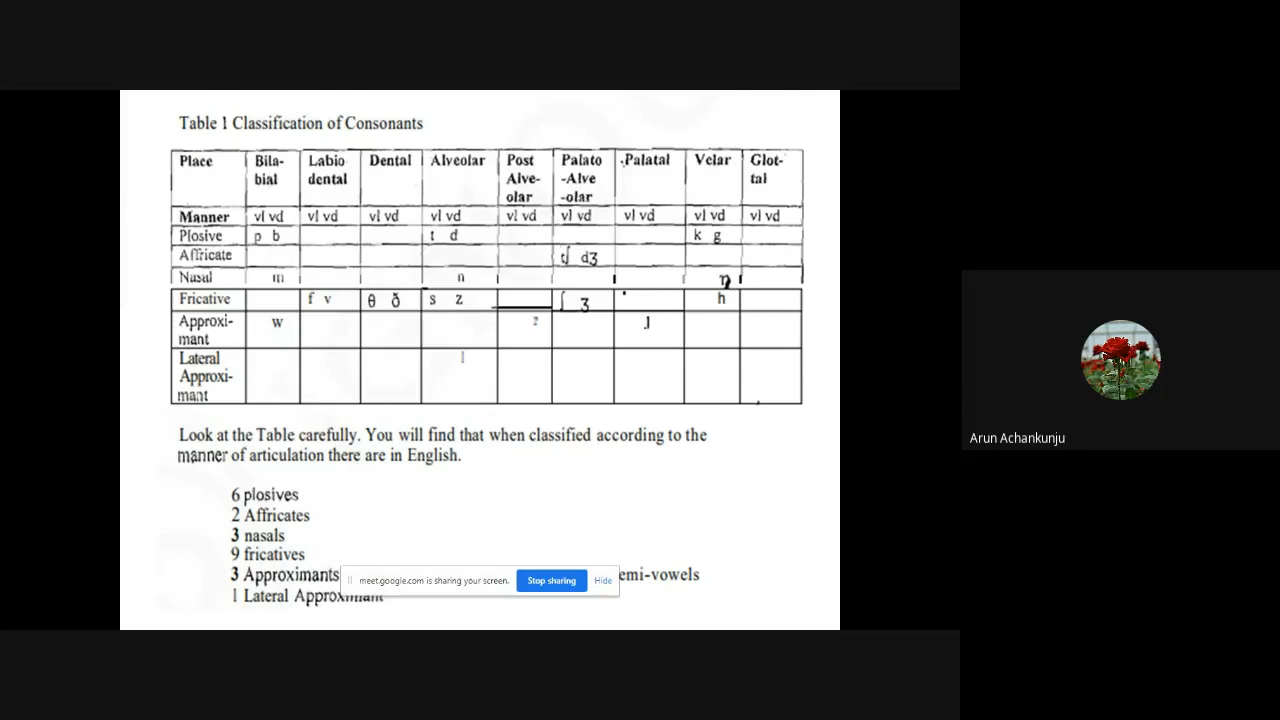 Table 1 Classification of Consonants
Place Bila- Labio Dental Alveolar Post Palato Palatal Velar Glot-
bial dental Alve- -Alve tal
olar -olar
Manner vl vd vl vd vl vd vl vd vl vd vl vd vl vd vl vd vl vd
Plosive p b t d k g
Affricate tʃ dʒ
Nasal m n ŋ
Fricative f v θ ð s z ʃ ʒ h
Approxi- w j
mant
Lateral l
Approxi-
mant
Look at the Table carefully. You will find that when classified according to the
manner of articulation there are in English.
6 plosives
2 Affricates
3 nasals
9 fricatives
3 Approximants emi-vowels
1 Lateral Approximant
meet.google.com is sharing your screen. Stop sharing Hide
Arun Achankunju